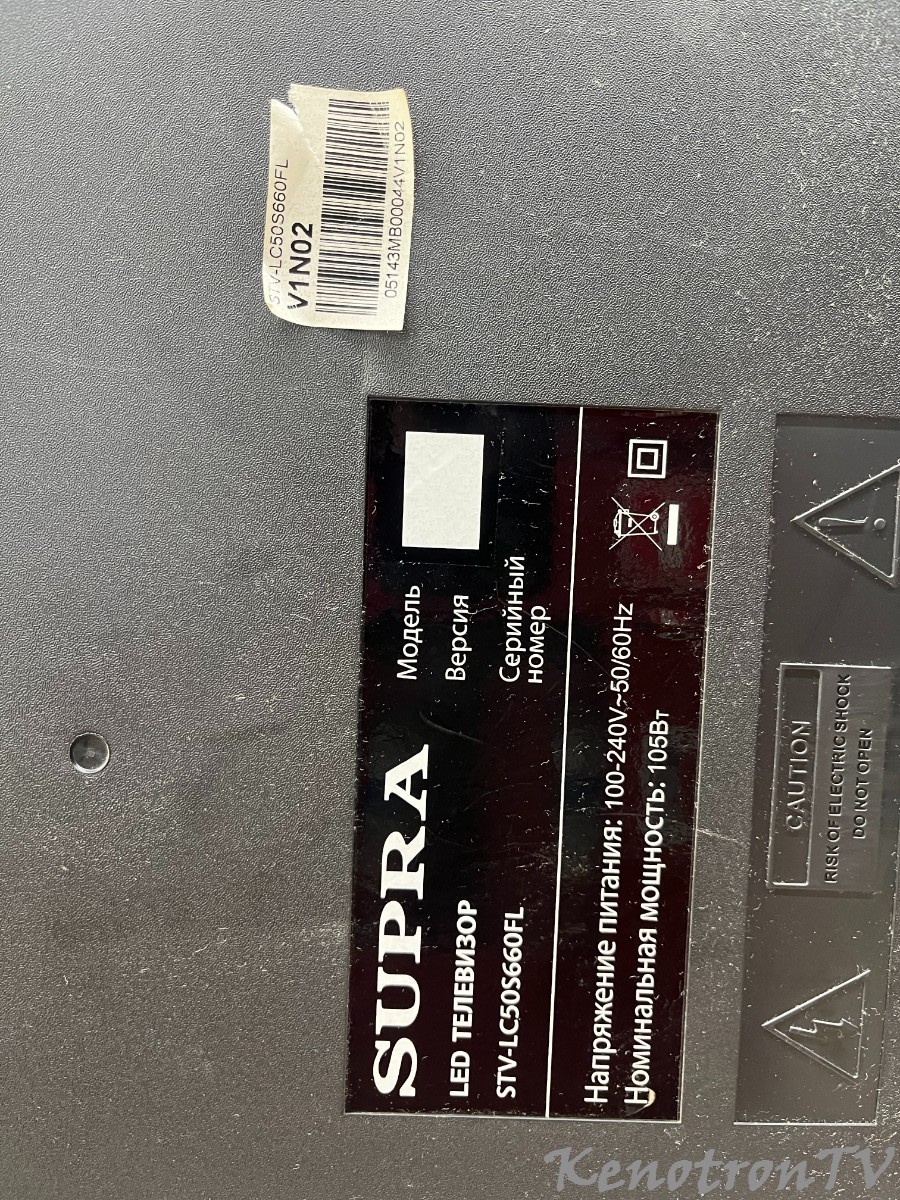 STV-LC50S660FL
V1N02
05143MB00044V1N02
SUPRA
LED ТЕЛЕВИЗОР
STV-LC50S660FL
Модель
Версия
Серийный
номер
Напряжение питания: 100-240V~50/60Hz
Номинальная мощность: 105Вт
CAUTION
RISK OF ELECTRIC SHOCK
DO NOT OPEN
KenotronTV